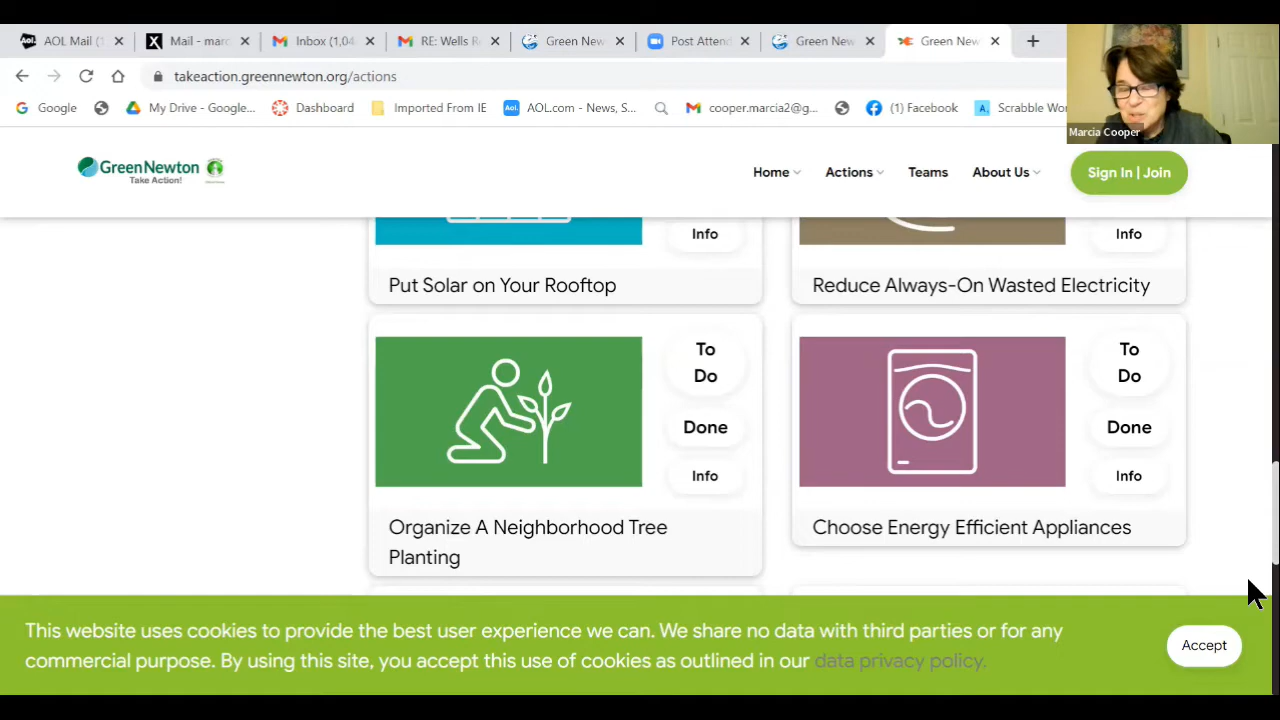 AOL Mail (1
Mail - marc
Inbox (1,04
RE: Wells Re
Green New
Post Attend
Green New
Green New
takeaction.greennewton.org/actions
Google
My Drive - Google...
Dashboard
Imported From IE
Aol.
AOL.com - News, S...
cooper.marcia2@g...
(1) Facebook
A.
Scrabble Wor
Marcia Cooper
GreenNewton
Take Action!
Home
Actions
Teams
About Us
Sign In | Join
Info
Info
Put Solar on Your Rooftop
Reduce Always-On Wasted Electricity
To
Do
Done
Info
To
Do
Done
Info
Organize A Neighborhood Tree
Planting
Choose Energy Efficient Appliances
This website uses cookies to provide the best user experience we can. We share no data with third parties or for any
commercial purpose. By using this site, you accept this use of cookies as outlined in our data privacy policy.
Accept